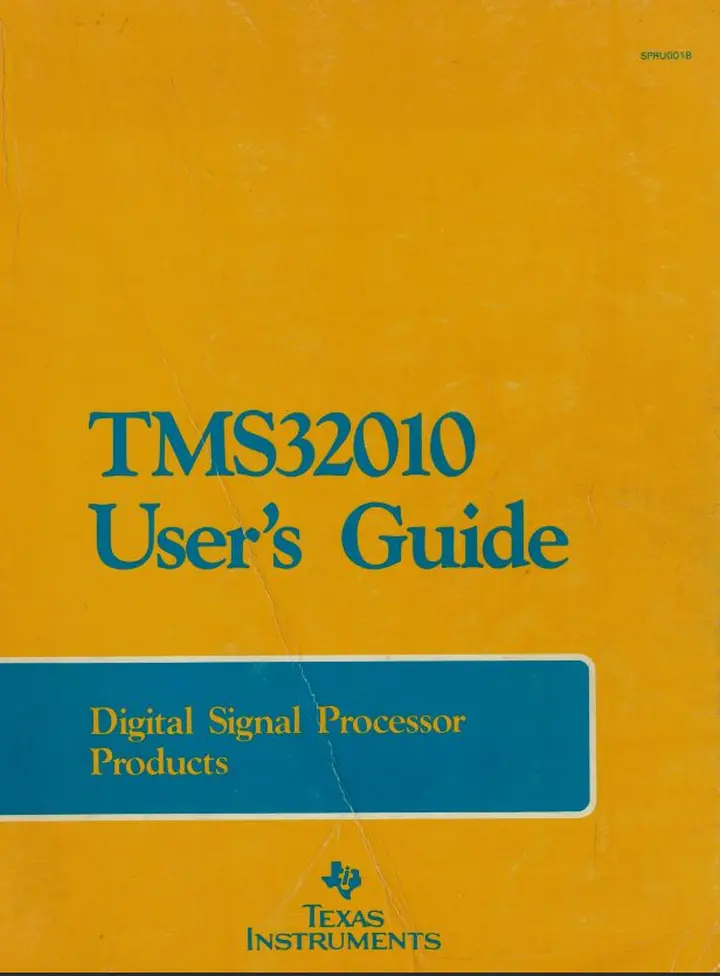 SPRU001B
TMS32010
User's Guide
Digital Signal Processor
Products
TEXAS
INSTRUMENTS